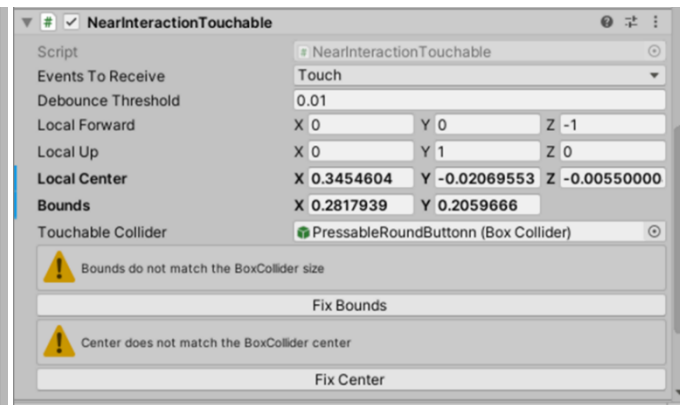 NearInteractionTouchable
Script NearInteractionTouchable
Events To Receive Touch
Debounce Threshold 0.01
Local Forward X 0 Y 0 Z -1
Local Up X 0 Y 1 Z 0
Local Center X 0.3454604 Y -0.02069553 Z -0.00550000
Bounds X 0.2817939 Y 0.2059666
Touchable Collider PressableRoundButtonn (Box Collider)
Bounds do not match the BoxCollider size
Fix Bounds
Center does not match the BoxCollider center
Fix Center